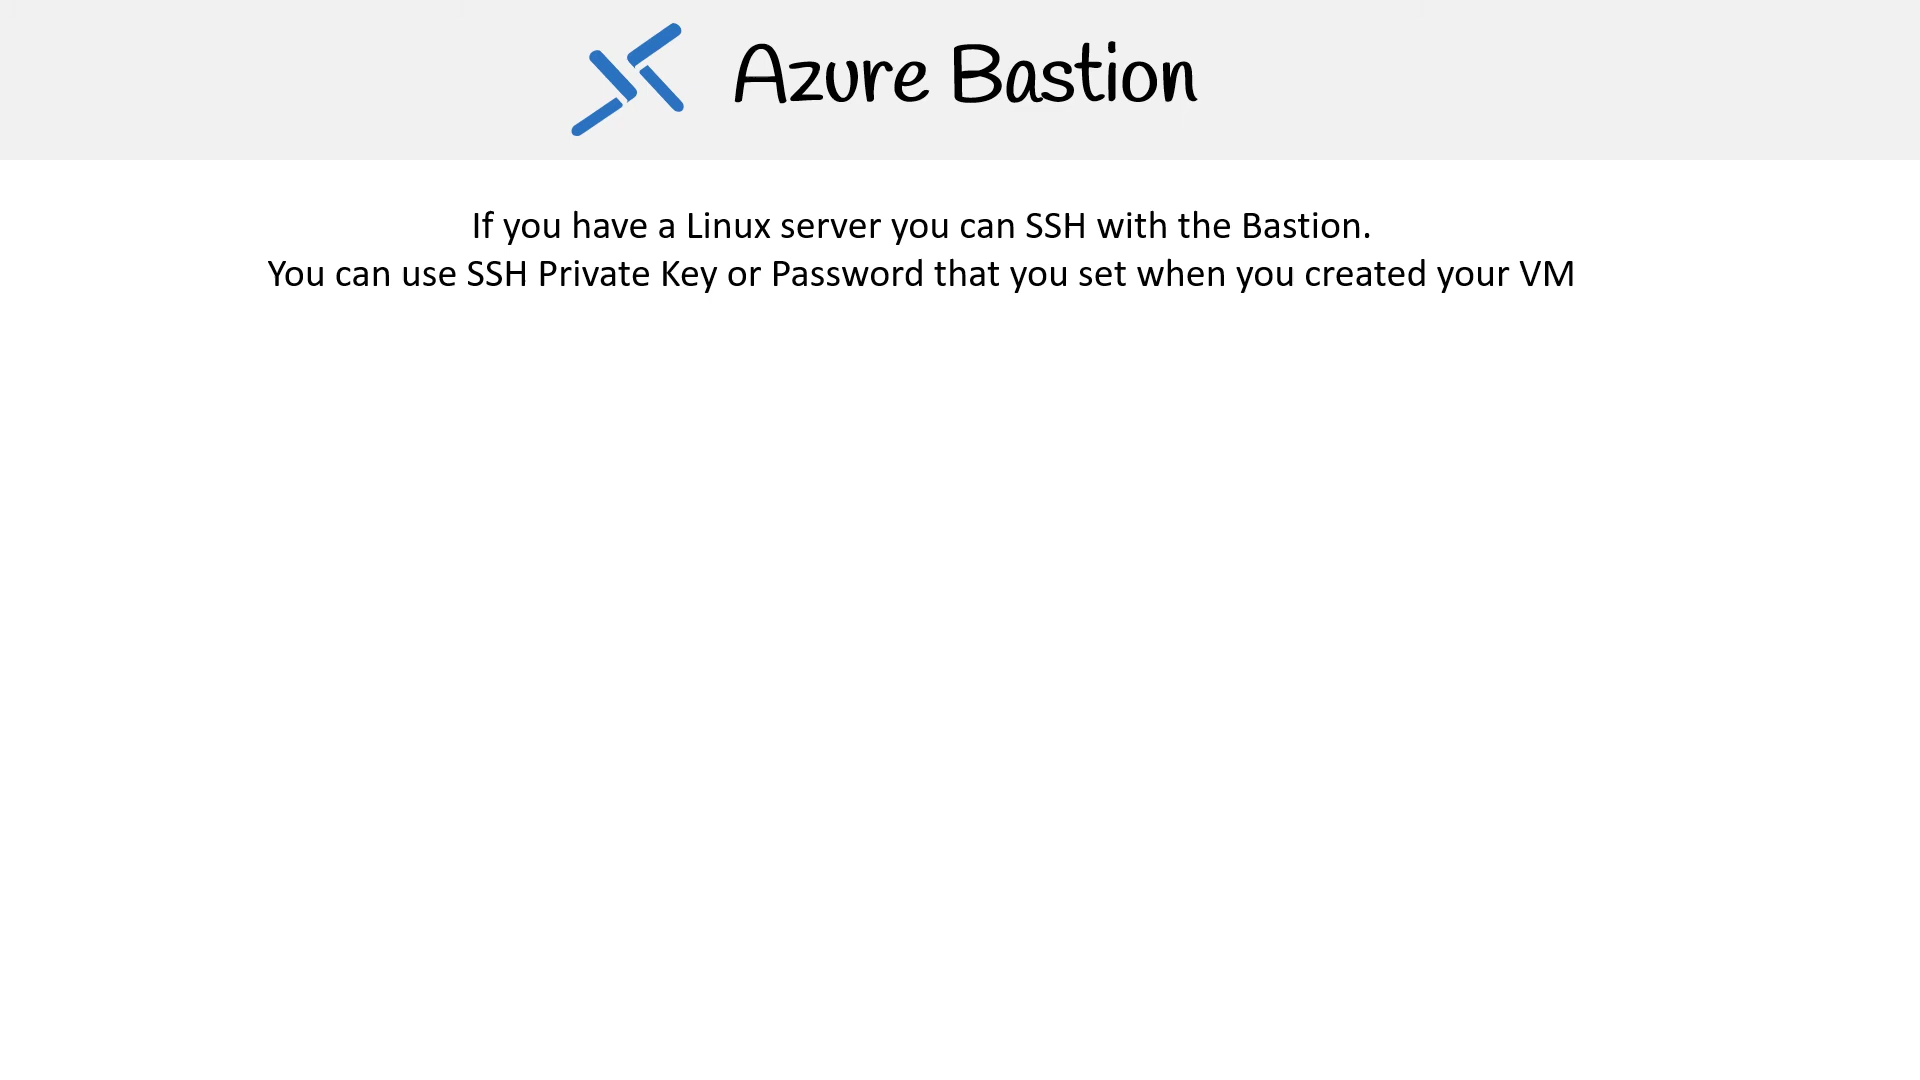 Azure Bastion
If you have a Linux server you can SSH with the Bastion.
You can use SSH Private Key or Password that you set when you created your VM